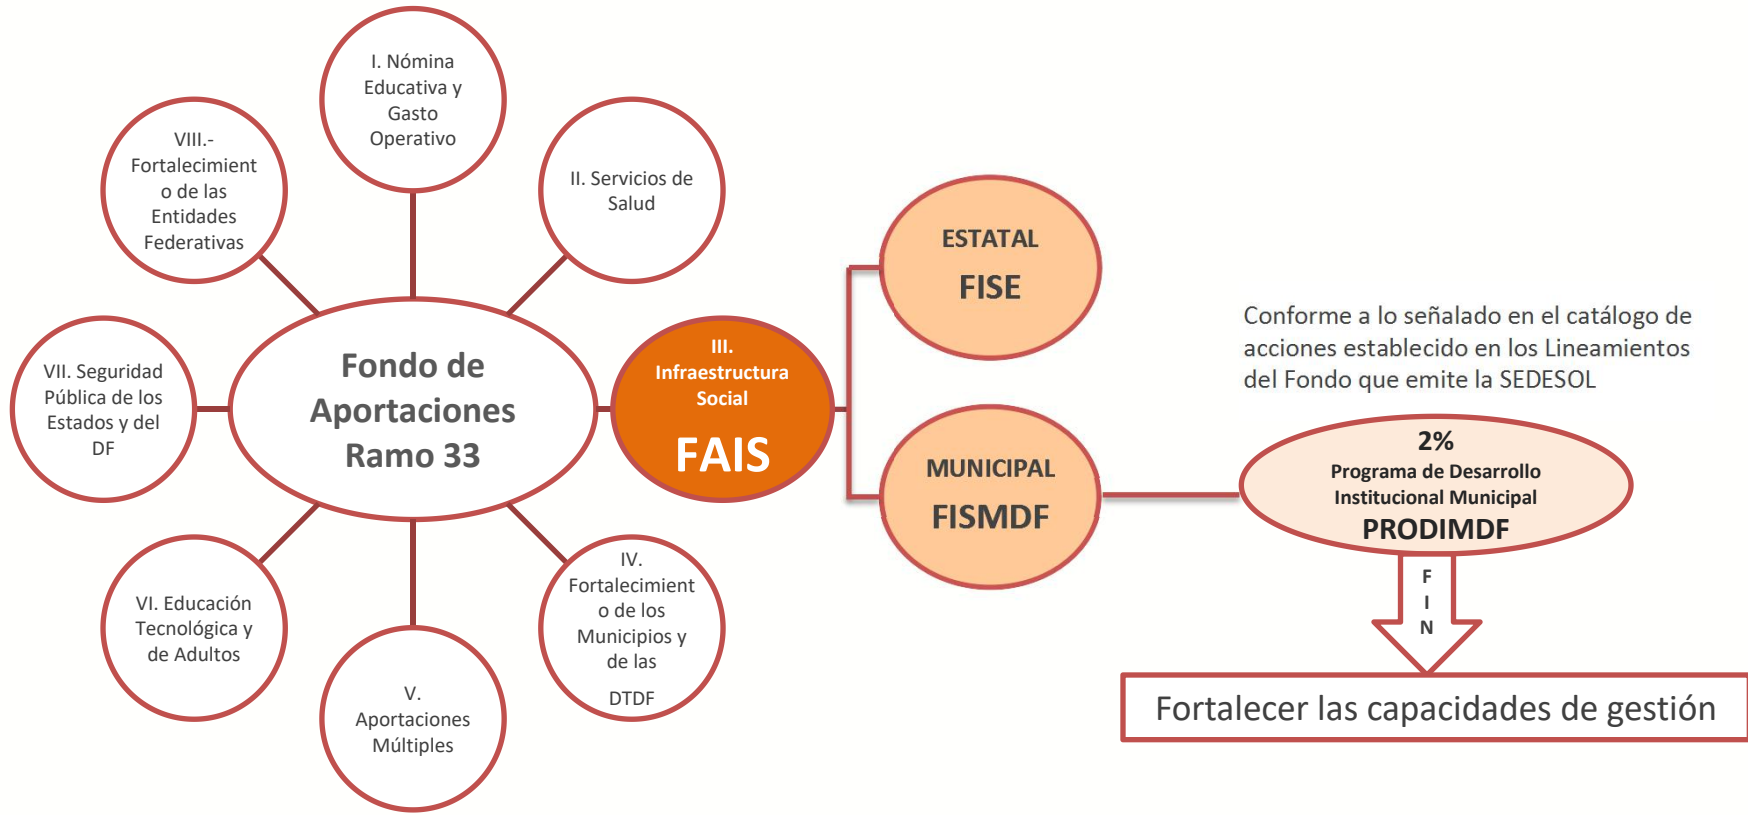 I. Nómina
Educativa y
Gasto
Operativo
II. Servicios de
Salud
III.
Infraestructura
Social
FAIS
IV.
Fortalecimient
o de los
Municipios y
de las
DTDF
V.
Aportaciones
Múltiples
VI. Educación
Tecnológica y
de Adultos
VII. Seguridad
Pública de los
Estados y del
DF
VIII.-
Fortalecimient
o de las
Entidades
Federativas
Fondo de
Aportaciones
Ramo 33
ESTATAL
FISE
MUNICIPAL
FISMDF
Conforme a lo señalado en el catálogo de
acciones establecido en los Lineamientos
del Fondo que emite la SEDESOL
2%
Programa de Desarrollo
Institucional Municipal
PRODIMDF
F
I
N
Fortalecer las capacidades de gestión